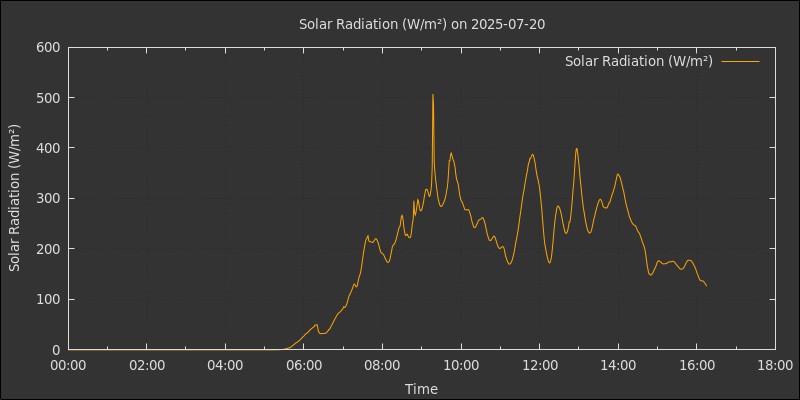 Solar Radiation (W/m²) on 2025-07-20
Solar Radiation (W/m²)
Solar Radiation (W/m²)
600
500
400
300
200
100
0
00:00 02:00 04:00 06:00 08:00 10:00 12:00 14:00 16:00 18:00
Time